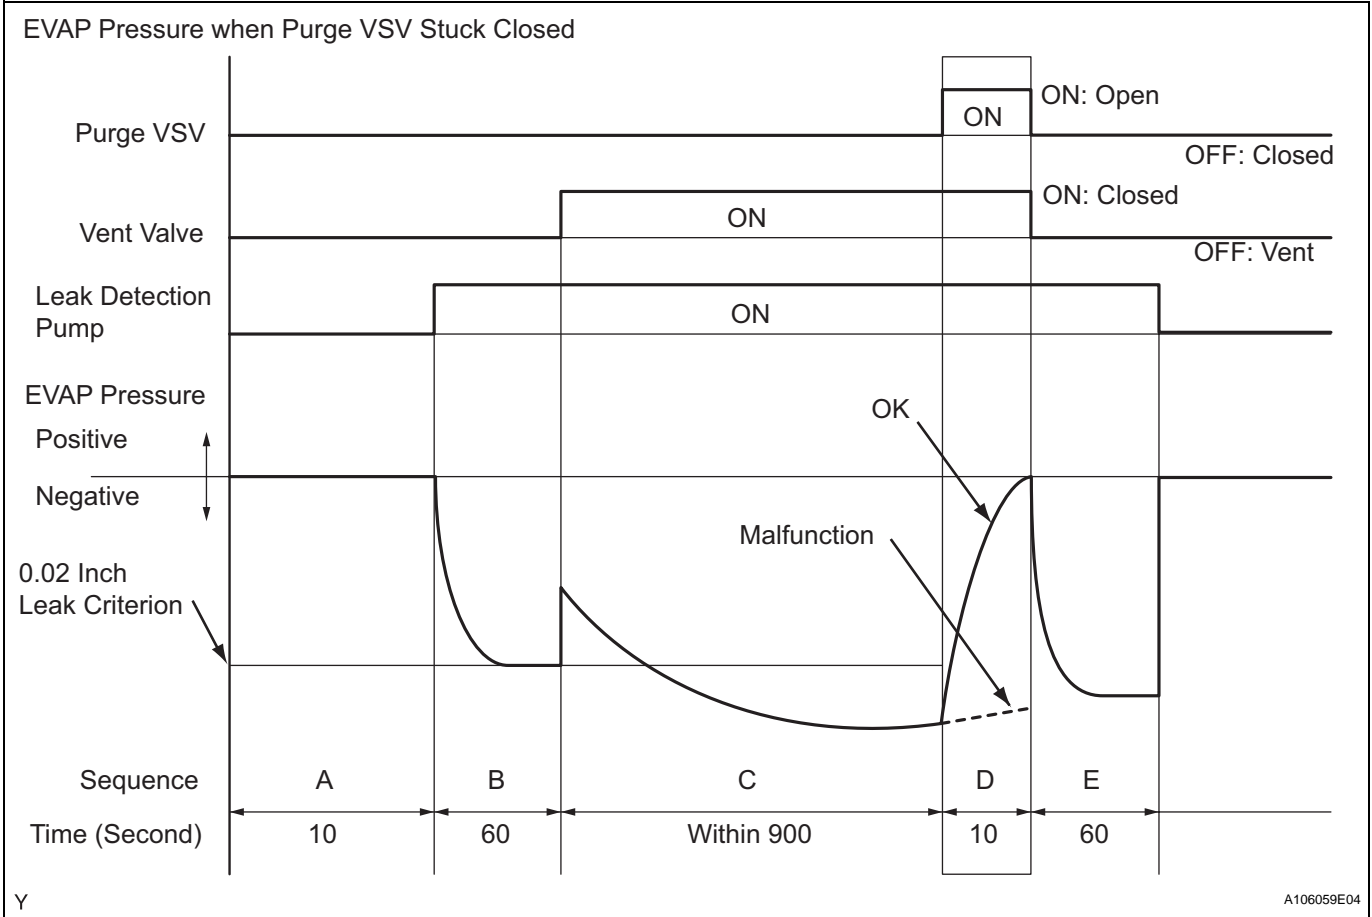 EVAP Pressure when Purge VSV Stuck Closed
Purge VSV
ON
ON: Open
OFF: Closed
Vent Valve
ON
ON: Closed
OFF: Vent
Leak Detection
Pump
ON
EVAP Pressure
Positive
Negative
OK
Malfunction
0.02 Inch
Leak Criterion
Sequence A B C D E
Time (Second) 10 60 Within 900 10 60
Y
A106059E04